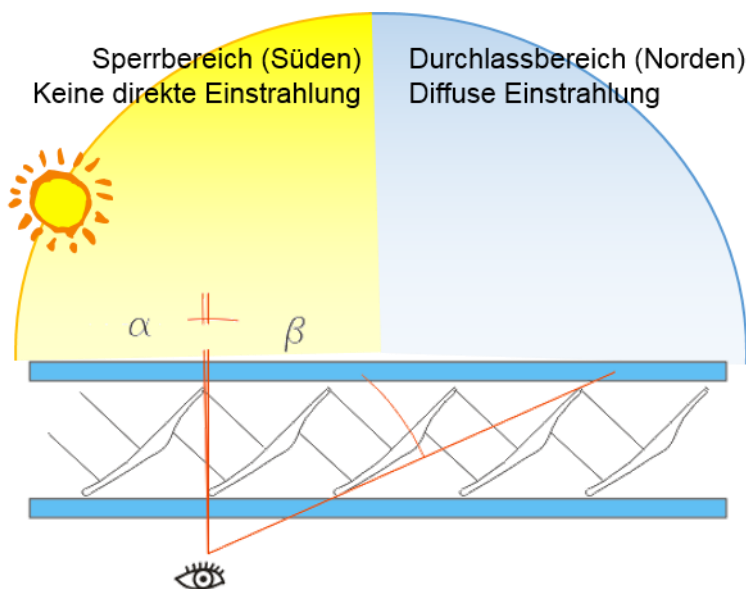 Sperrbereich (Süden)
Keine direkte Einstrahlung
Durchlassbereich (Norden)
Diffuse Einstrahlung
α
β